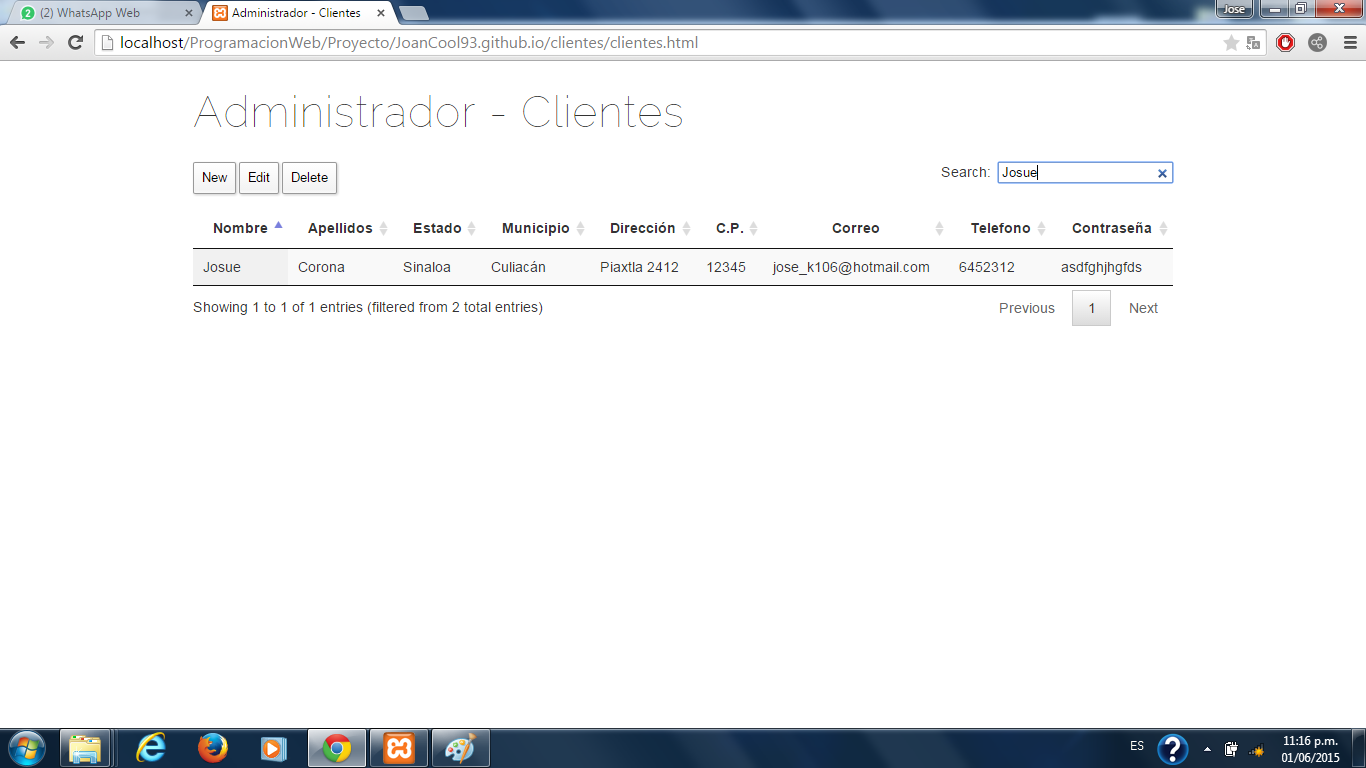 2 (2) WhatsApp Web Administrador - Clientes Jose
localhost/ProgramacionWeb/Proyecto/JoanCool93.github.io/clientes/clientes.html
Administrador - Clientes
New Edit Delete Search: Josue
Nombre Apellidos Estado Municipio Dirección C.P. Correo Telefono Contraseña
Josue Corona Sinaloa Culiacán Piaxtla 2412 12345 jose_k106@hotmail.com 6452312 asdfghjhgfds
Showing 1 to 1 of 1 entries (filtered from 2 total entries) Previous 1 Next
ES 11:16 p.m.
01/06/2015